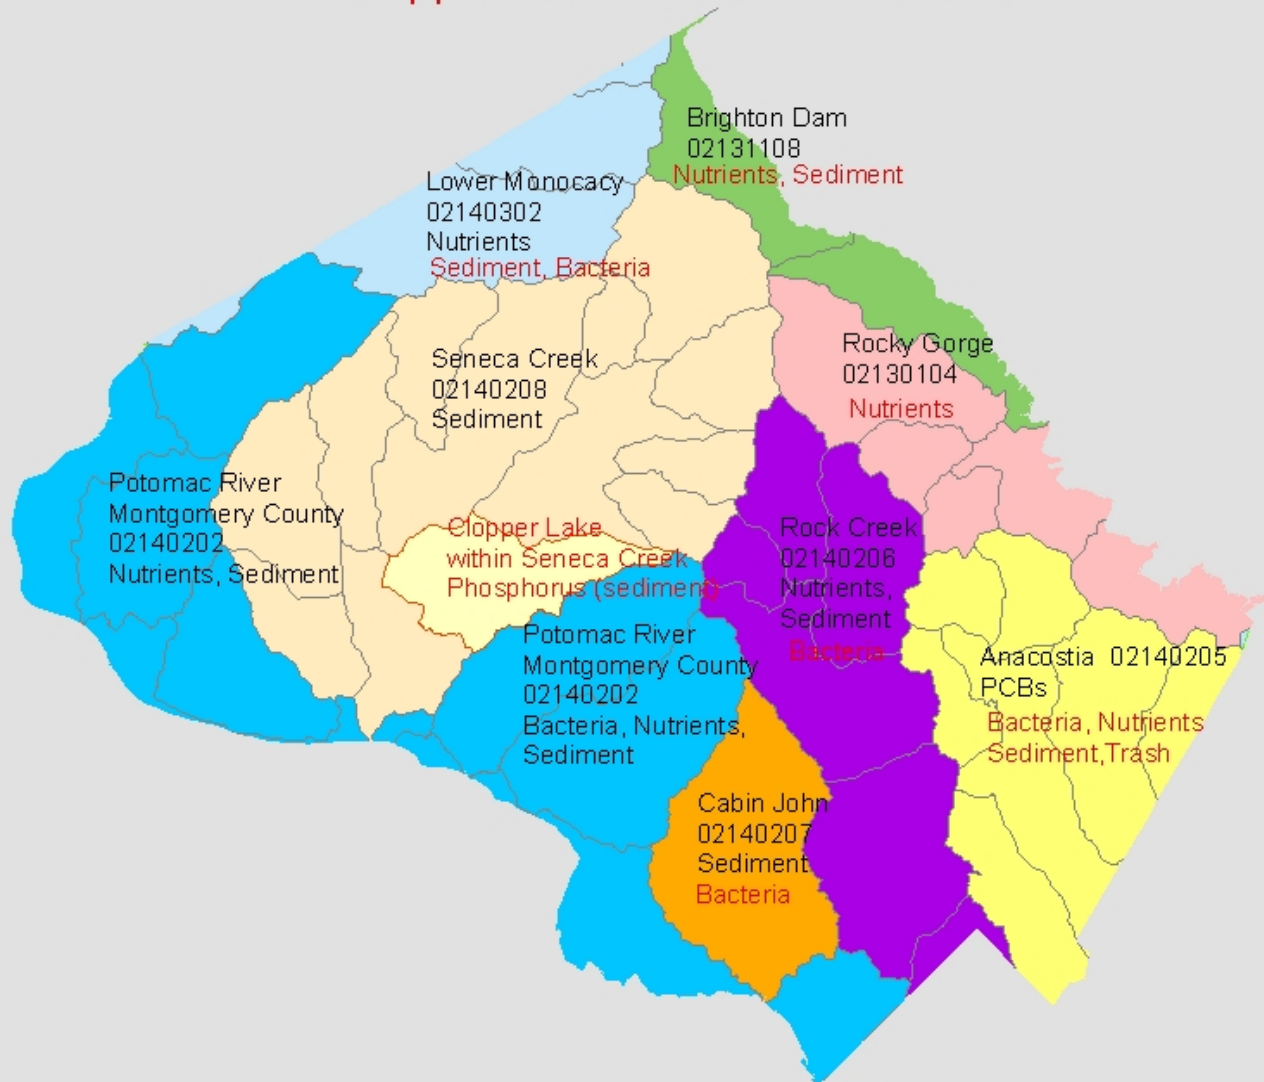 Brighton Dam
02131108
Nutrients, Sediment
Lower Monocacy
02140302
Nutrients
Sediment, Bacteria
Rocky Gorge
02130104
Nutrients
Seneca Creek
02140208
Sediment
Potomac River
Montgomery County
02140202
Nutrients, Sediment
Clopper Lake
within Seneca Creek
Phosphorus (sediment)
Rock Creek
02140206
Nutrients,
Sediment
Bacteria
Potomac River
Montgomery County
02140202
Bacteria, Nutrients,
Sediment
Anacostia 02140205
PCBs
Bacteria, Nutrients
Sediment,Trash
Cabin John
02140207
Sediment
Bacteria